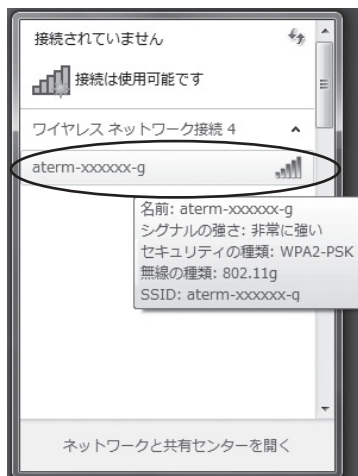 接続されていません
接続は使用可能です
ワイヤレス ネットワーク接続 4
aterm-xxxxxx-g
名前: aterm-xxxxxx-g
シグナルの強さ: 非常に強い
セキュリティの種類: WPA2-PSK
無線の種類: 802.11g
SSID: aterm-xxxxxx-g
ネットワークと共有センターを開く